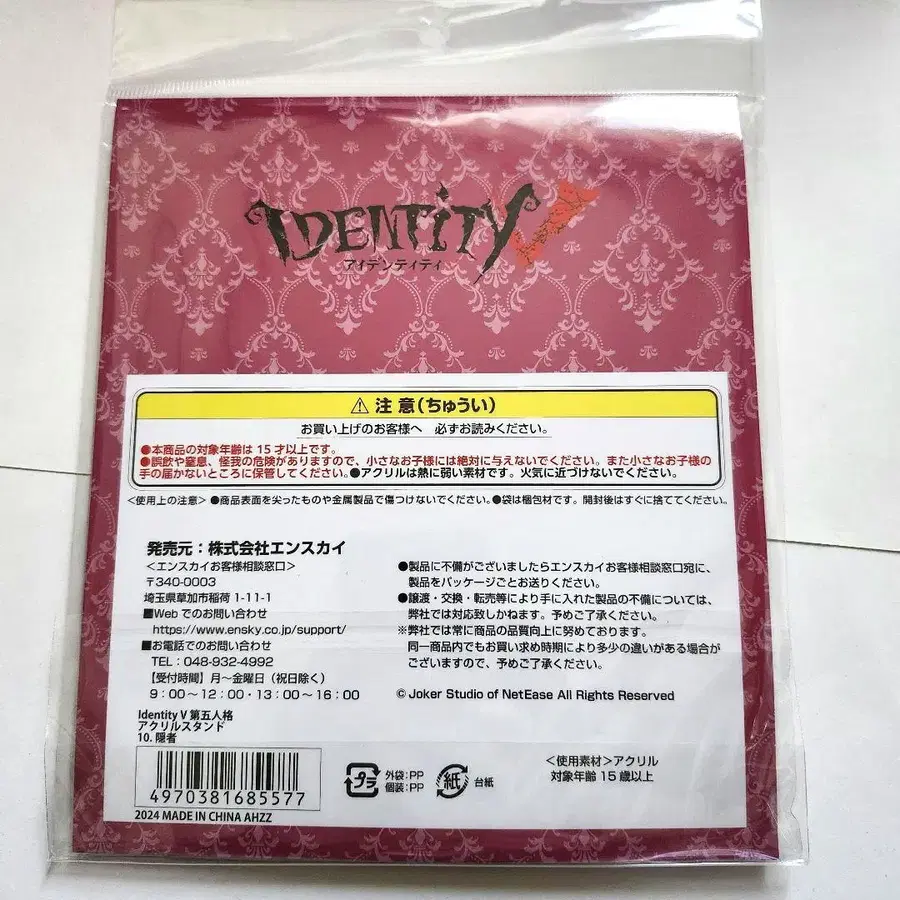 IDENTITY V
アイデンティティ
⚠ 注意(ちゅうい)
お買い上げのお客様へ 必ずお読みください。
●本商品の対象年齢は15才以上です。
●誤飲や窒息、怪我の危険がありますので、小さなお子様には絶対に与えないでください。また小さなお子様の
手の届かないところに保管してください。●アクリルは熱に弱い素材です。火気に近づけないでください。
<使用上の注意>●商品表面を尖ったものや金属製品で傷つけないでください。●袋は梱包材です。開封後はすぐに捨ててください。
発売元:株式会社エンスカイ
<エンスカイお客様相談窓口>
〒340-0003
埼玉県草加市稲荷 1-11-1
■Web でのお問い合わせ
https://www.ensky.co.jp/support/
■お電話でのお問い合わせ
TEL:048-932-4992
【受付時間】月~金曜日(祝日除く)
9:00~12:00・13:00~16:00
●製品に不備がございましたらエンスカイお客様相談窓口宛に、
製品をパッケージごとお送りください。
●譲渡・交換・転売等により手に入れた製品の不備については、
弊社では対応致しかねます。予めご了承ください。
※弊社では常に商品の品質向上に努めております。
同一商品内でもお買い求め時期により多少の違いがある場合が
ございますので、予めご了承ください。
© Joker Studio of NetEase All Rights Reserved
Identity V 第五人格
アクリルスタンド
10. 隠者
4970381685577
2024 MADE IN CHINA AHZZ
プラ
外袋:PP
個装:PP
紙
台紙
<使用素材>アクリル
対象年齢 15 歳以上